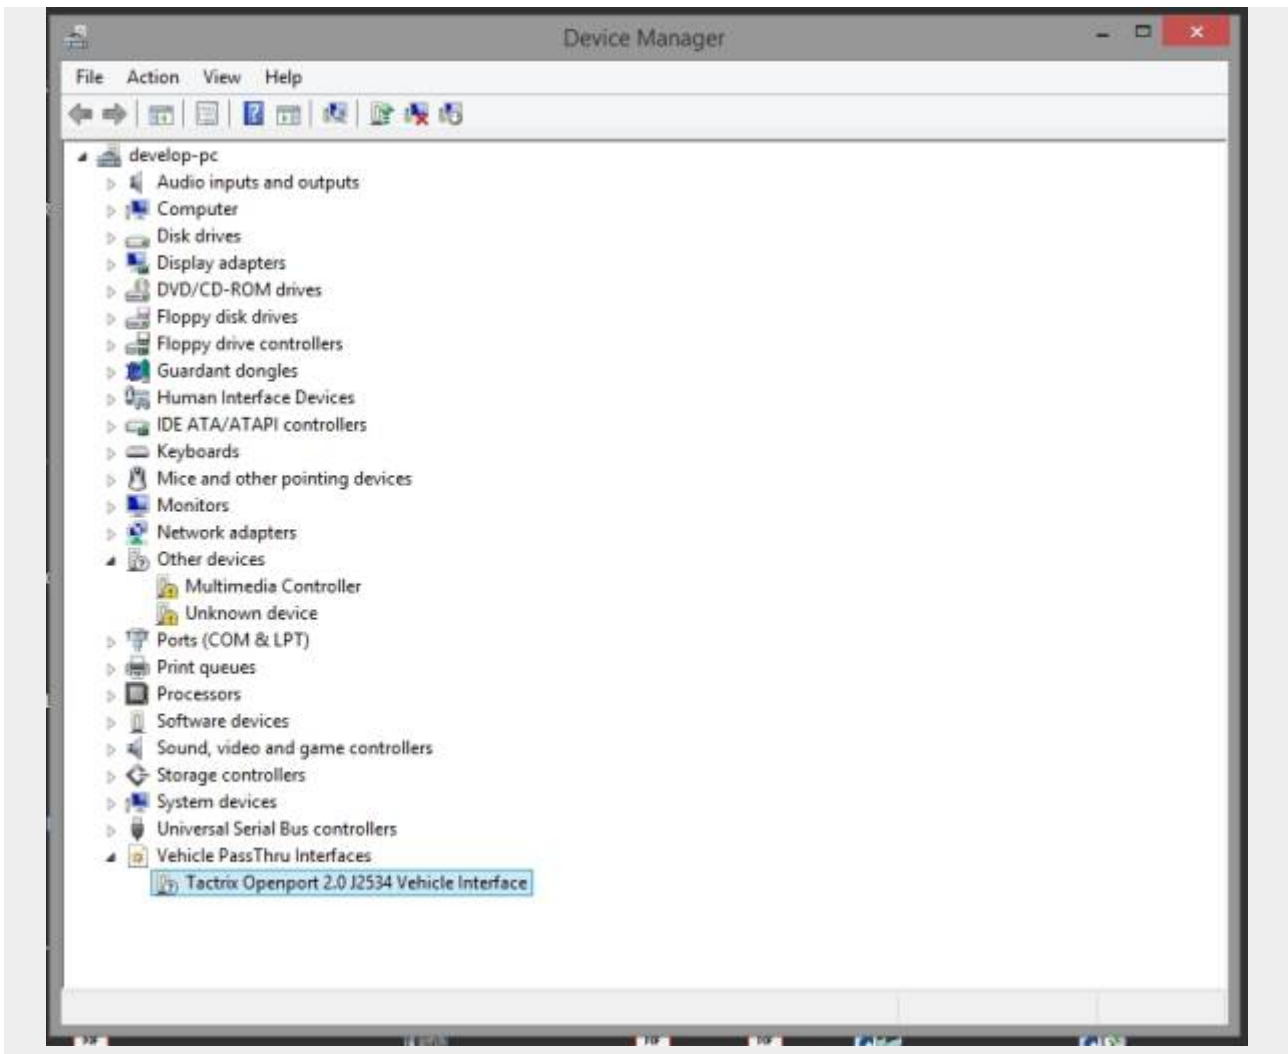 Device Manager
File Action View Help
develop-pc
Audio inputs and outputs
Computer
Disk drives
Display adapters
DVD/CD-ROM drives
Floppy disk drives
Floppy drive controllers
Guardant dongles
Human Interface Devices
IDE ATA/ATAPI controllers
Keyboards
Mice and other pointing devices
Monitors
Network adapters
Other devices
Multimedia Controller
Unknown device
Ports (COM & LPT)
Print queues
Processors
Software devices
Sound, video and game controllers
Storage controllers
System devices
Universal Serial Bus controllers
Vehicle PassThru Interfaces
Tactrix Openport 2.0 J2534 Vehicle Interface